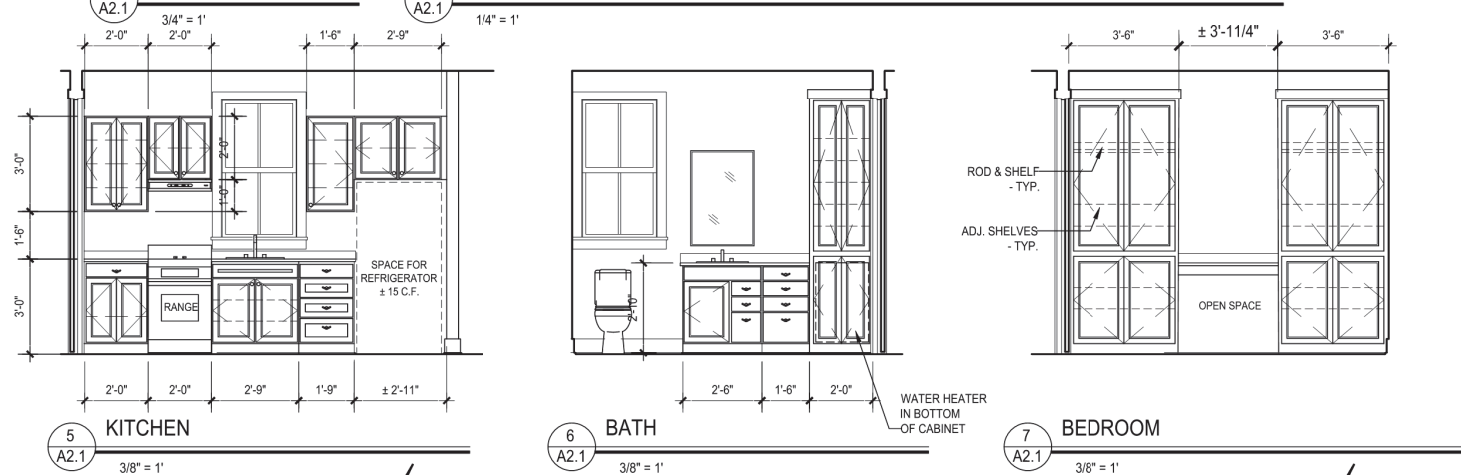 A2.1
3/4" = 1'
A2.1
1/4" = 1'
2'-0"
2'-0"
1'-6"
2'-9"
3'-0"
1'-6"
3'-0"
2'-0"
1'-0"
SPACE FOR
REFRIGERATOR
± 15 C.F.
RANGE
2'-0"
2'-0"
2'-9"
1'-9"
± 2'-11"
5
A2.1
KITCHEN
3/8" = 1'
2'-10"
2'-6"
1'-6"
2'-0"
WATER HEATER
IN BOTTOM
OF CABINET
6
A2.1
BATH
3/8" = 1'
3'-6"
± 3'-11/4"
3'-6"
ROD & SHELF
- TYP.
ADJ. SHELVES
- TYP.
OPEN SPACE
7
A2.1
BEDROOM
3/8" = 1'